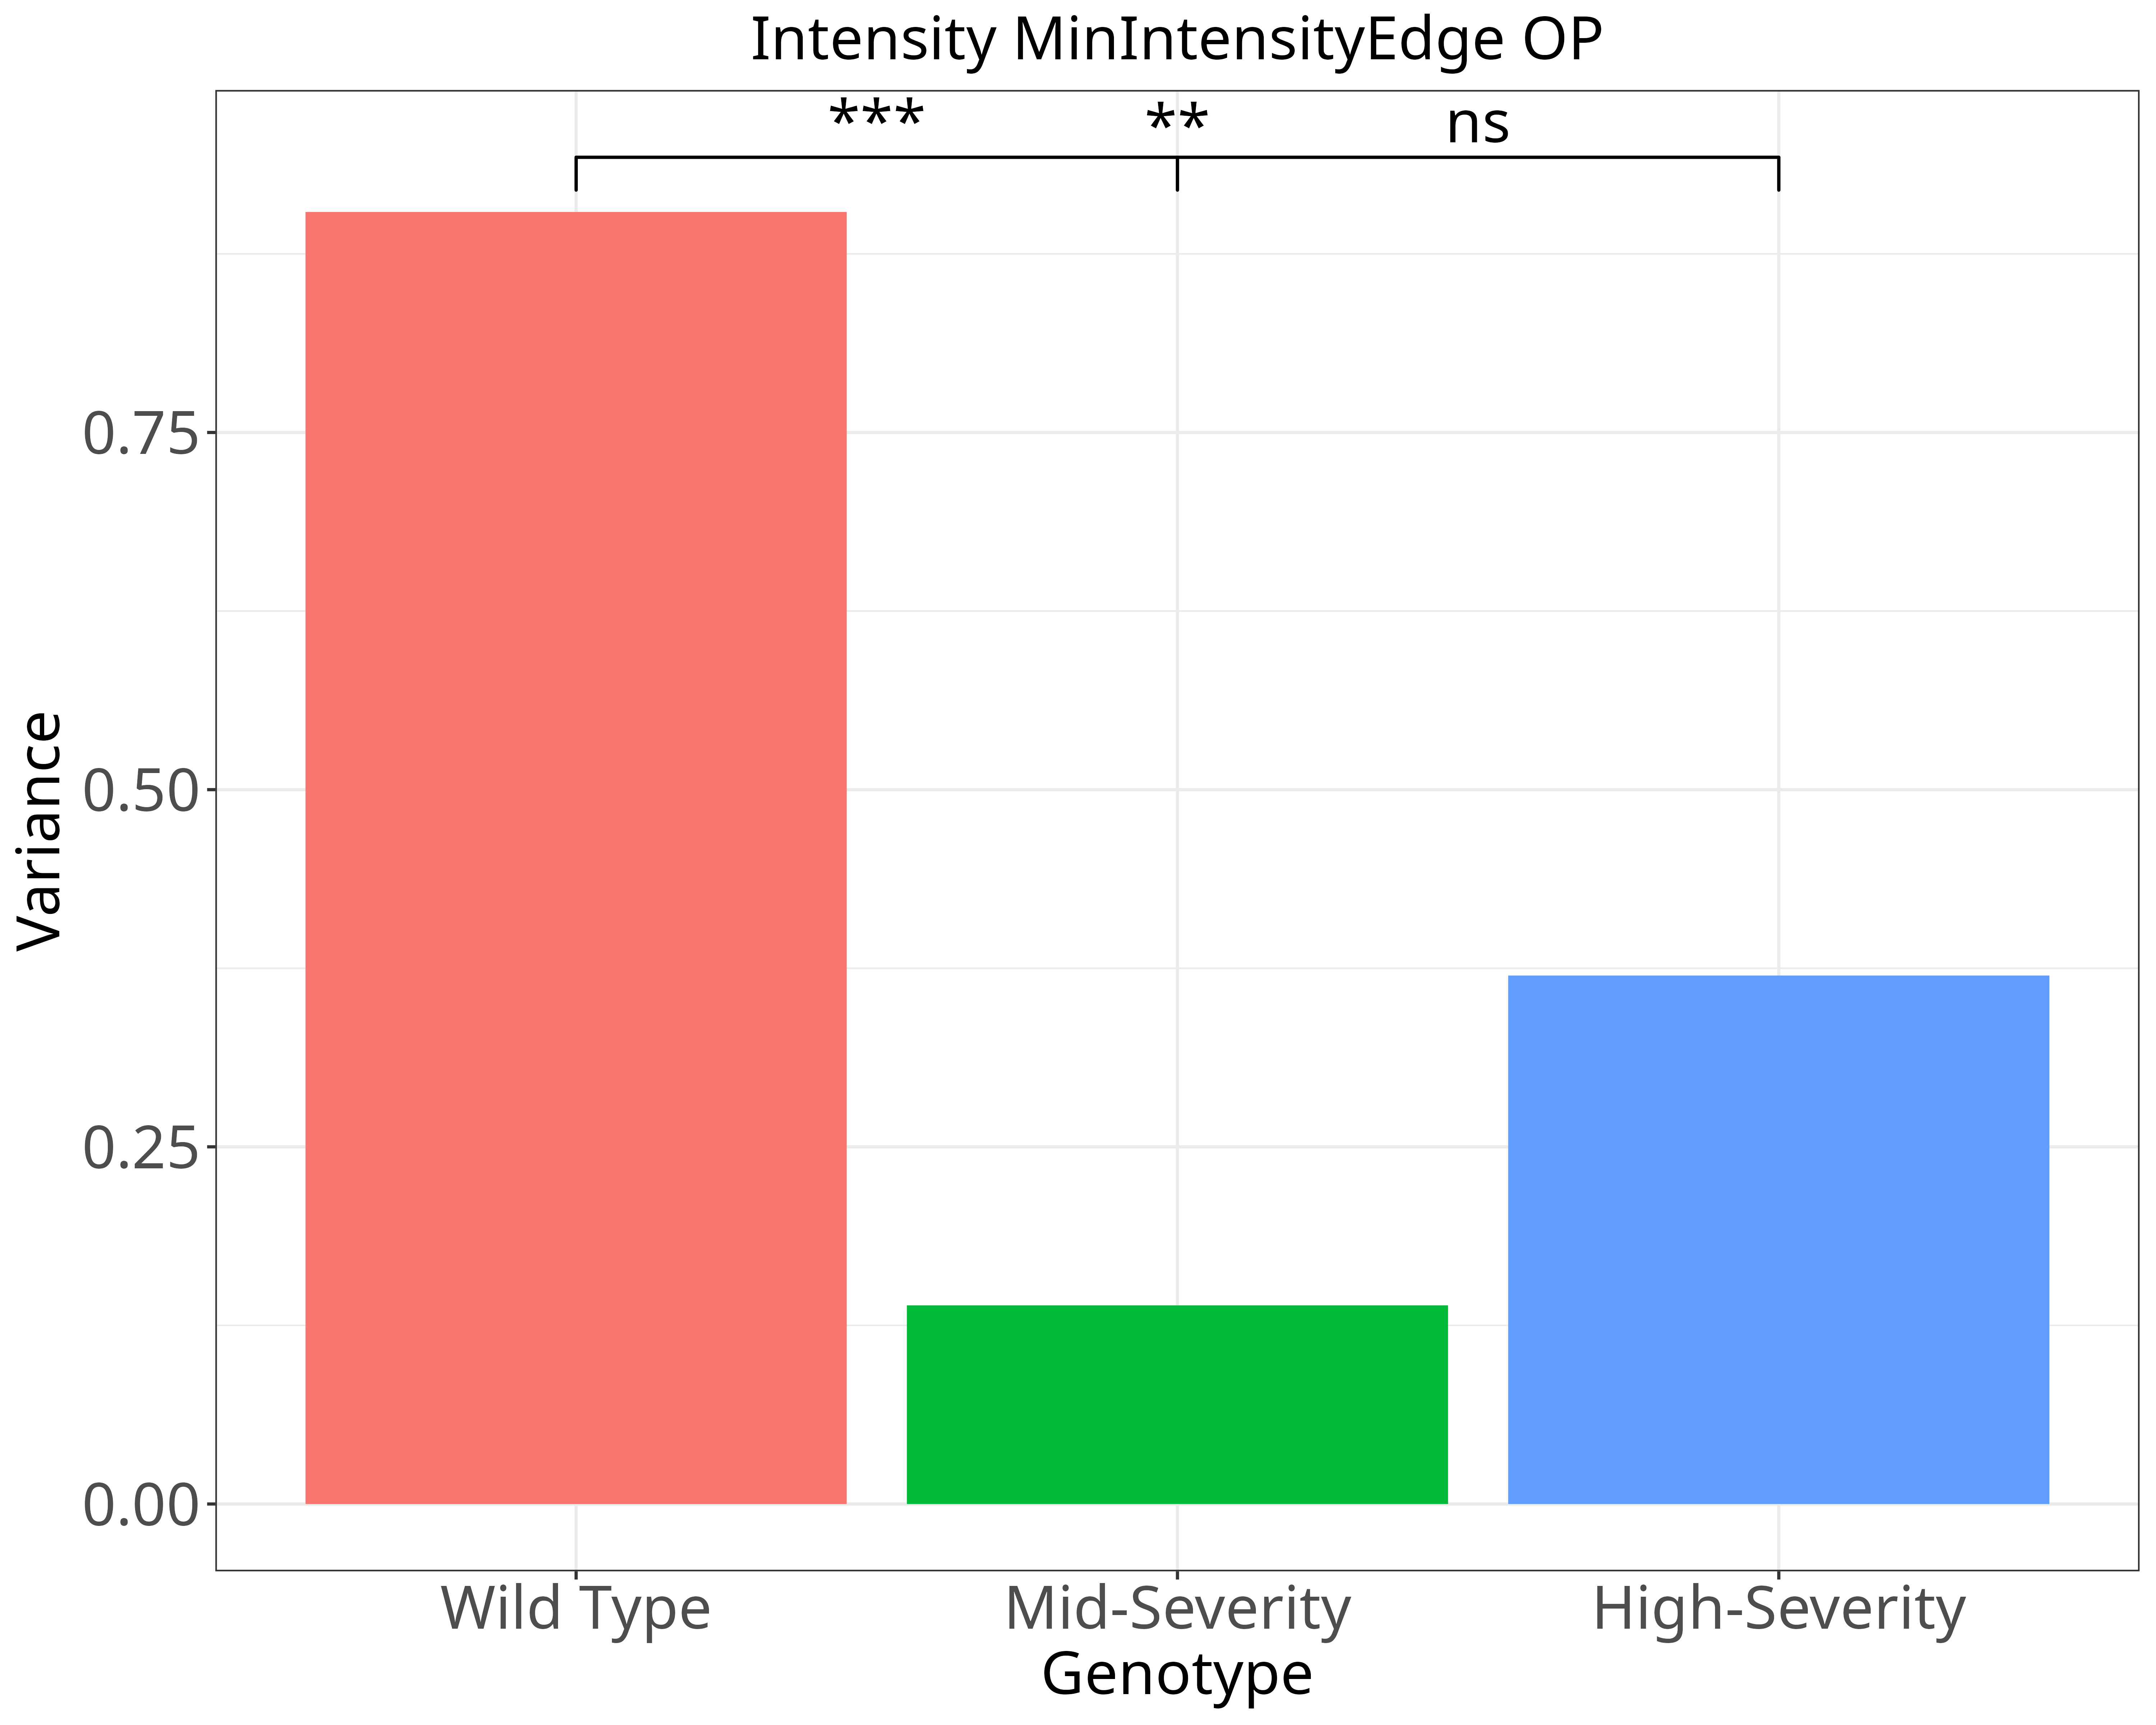 Intensity MinIntensityEdge OP
*** ** ns
0.75
0.50
0.25
0.00
Variance
Wild Type Mid-Severity High-Severity
Genotype